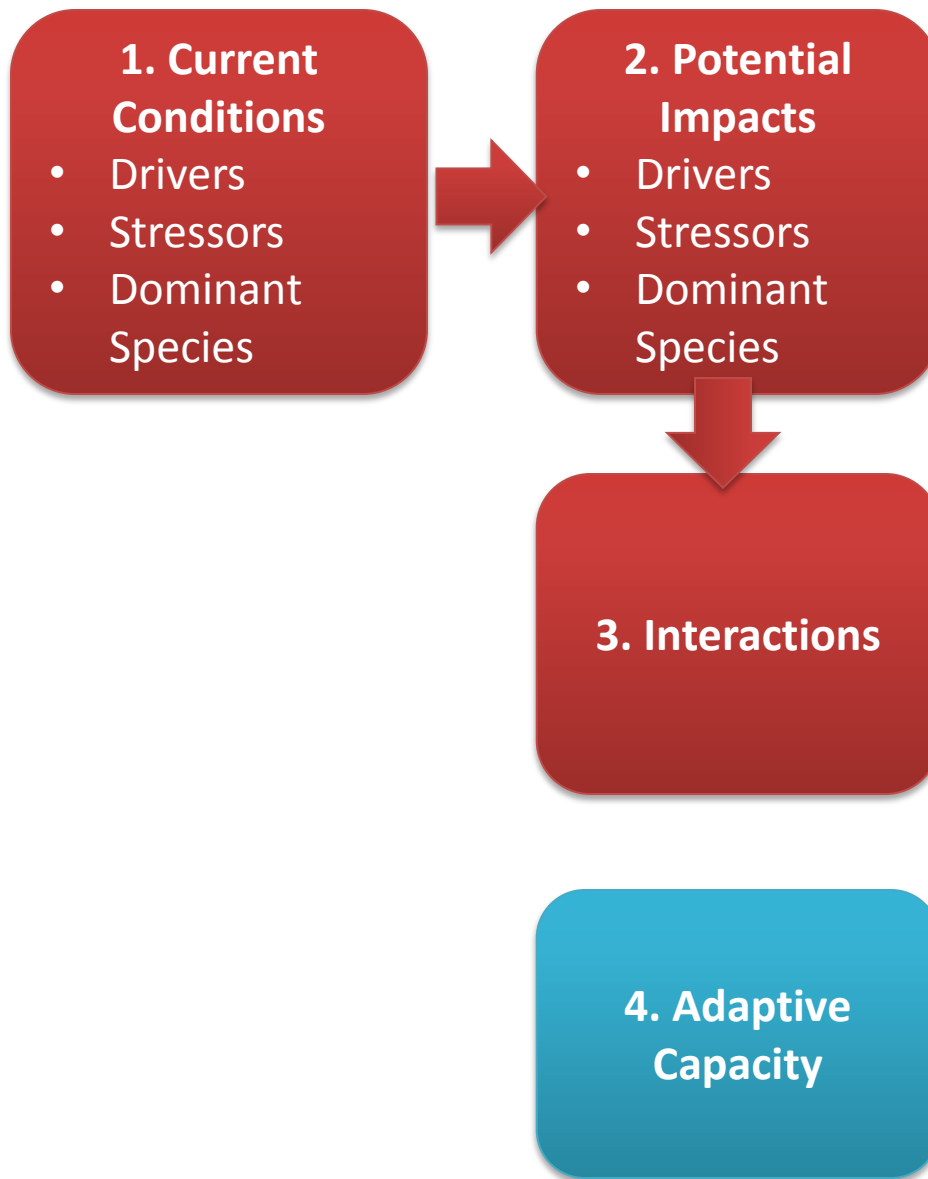 1. Current
Conditions
• Drivers
• Stressors
• Dominant
Species
2. Potential
Impacts
• Drivers
• Stressors
• Dominant
Species
3. Interactions
4. Adaptive
Capacity